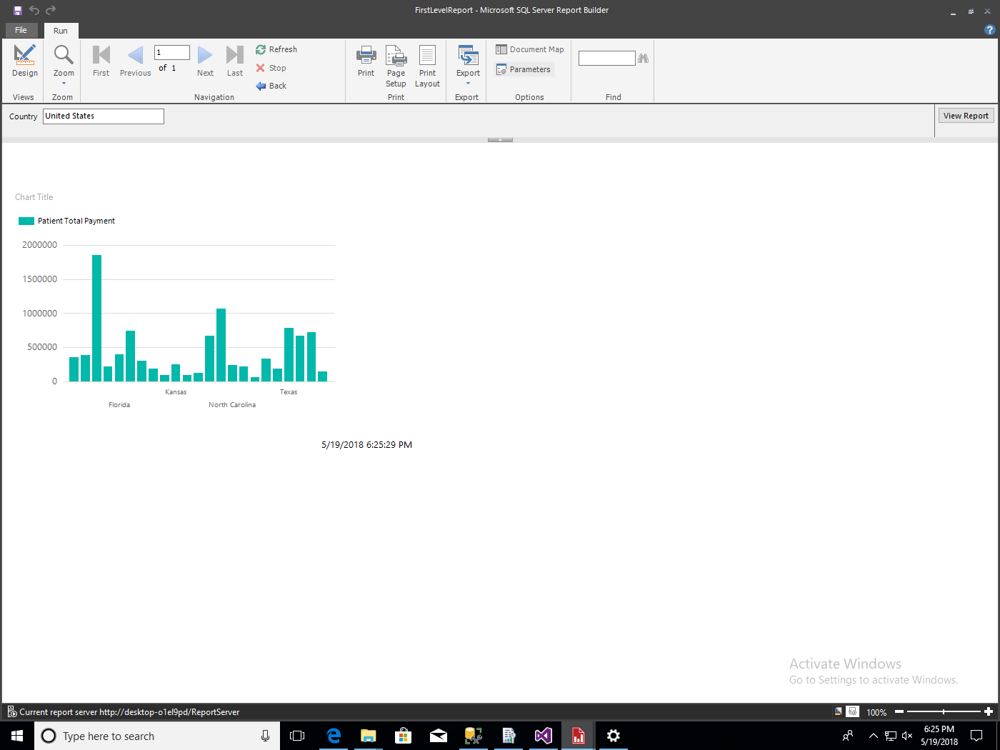 FirstLevelReport - Microsoft SQL Server Report Builder
File
Run
?
Design
Zoom
First
Previous
1
of 1
Next
Last
Refresh
Stop
Back
Print
Page Setup
Print Layout
Export
Document Map
Parameters
Views
Zoom
Navigation
Print
Export
Options
Find
Country
United States
View Report
Chart Title
Patient Total Payment
2000000
1500000
1000000
500000
0
Kansas
Texas
Florida
North Carolina
5/19/2018 6:25:29 PM
Activate Windows
Go to Settings to activate Windows.
Current report server http://desktop-o1el9pd/ReportServer
100%
Type here to search
6:25 PM
5/19/2018